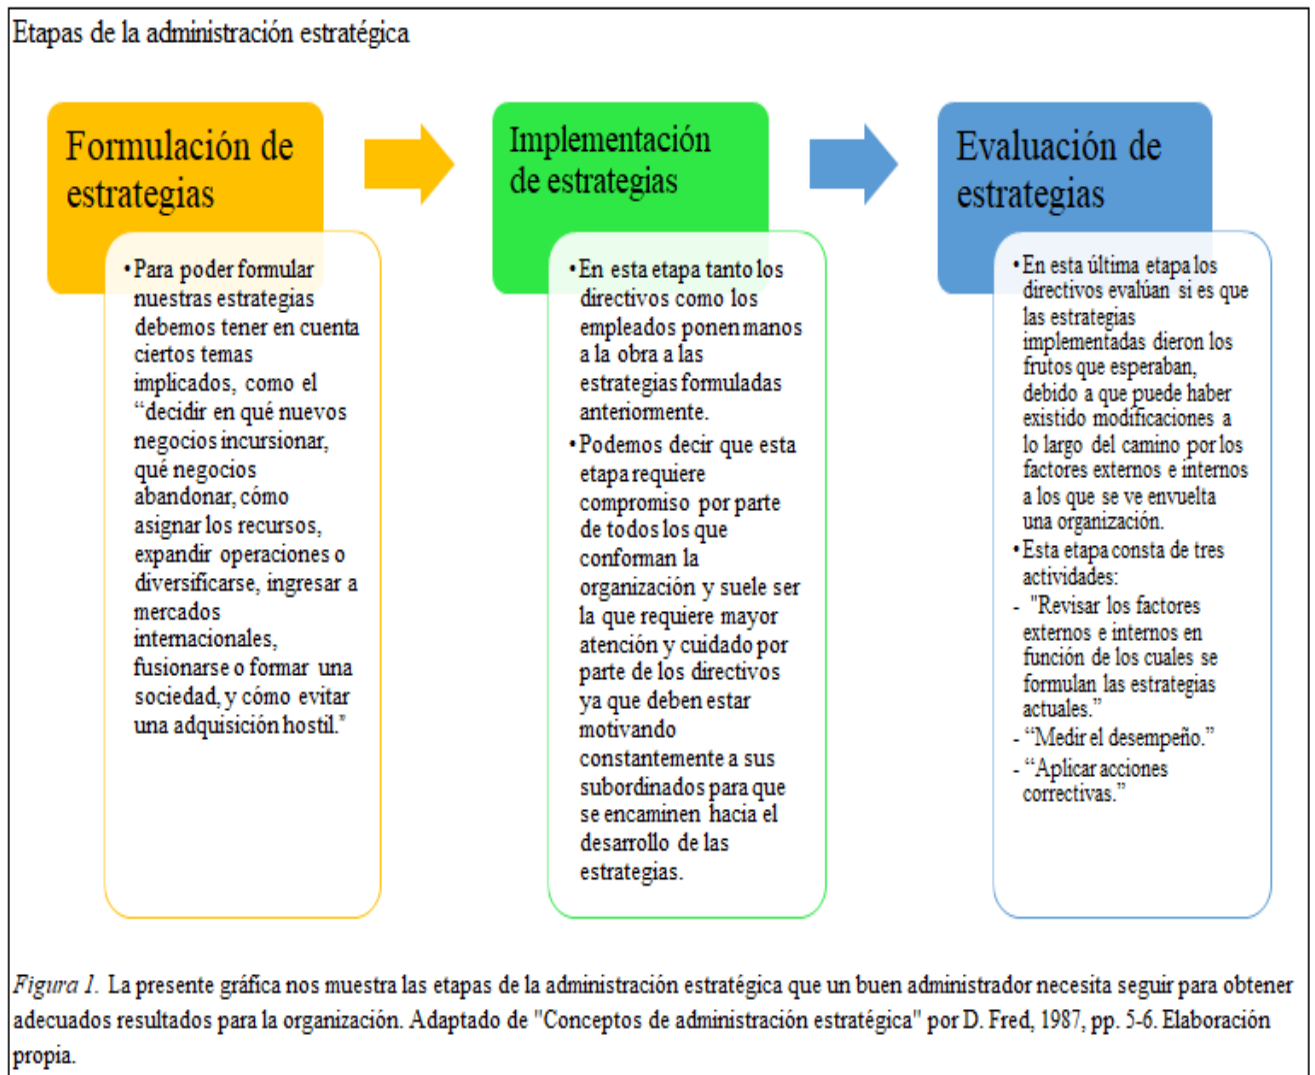 Etapas de la administración estratégica
Formulación de
estrategias
•Para poder formular
nuestras estrategias
debemos tener en cuenta
ciertos temas
implicados, como el
“decidir en qué nuevos
negocios incursionar,
qué negocios
abandonar, cómo
asignar los recursos,
expandir operaciones o
diversificarse, ingresar a
mercados
internacionales,
fusionarse o formar una
sociedad, y cómo evitar
una adquisición hostil.”
Implementación
de estrategias
•En esta etapa tanto los
directivos como los
empleados ponen manos
a la obra a las
estrategias formuladas
anteriormente.
•Podemos decir que esta
etapa requiere
compromiso por parte
de todos los que
conforman la
organización y suele ser
la que requiere mayor
atención y cuidado por
parte de los directivos
ya que deben estar
motivando
constantemente a sus
subordinados para que
se encaminen hacia el
desarrollo de las
estrategias.
Evaluación de
estrategias
•En esta última etapa los
directivos evalúan si es que
las estrategias
implementadas dieron los
frutos que esperaban,
debido a que puede haber
existido modificaciones a
lo largo del camino por los
factores externos e internos
a los que se ve envuelta
una organización.
•Esta etapa consta de tres
actividades:
- "Revisar los factores
externos e internos en
función de los cuales se
formulan las estrategias
actuales.”
- “Medir el desempeño.”
- “Aplicar acciones
correctivas.”
Figura 1. La presente gráfica nos muestra las etapas de la administración estratégica que un buen administrador necesita seguir para obtener
adecuados resultados para la organización. Adaptado de "Conceptos de administración estratégica" por D. Fred, 1987, pp. 5-6. Elaboración
propia.